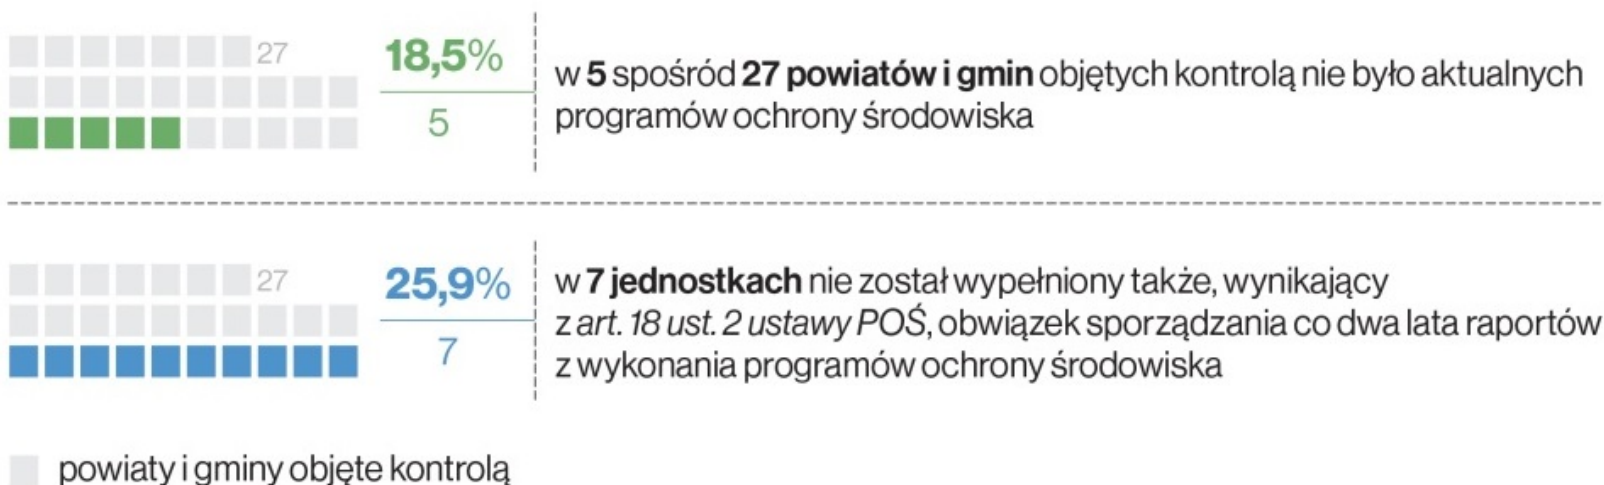 27
18,5%
5
w 5 spośród 27 powiatów i gmin objętych kontrolą nie było aktualnych
programów ochrony środowiska
27
25,9%
7
w 7 jednostkach nie został wypełniony także, wynikający
z art. 18 ust. 2 ustawy POŚ, obwiązek sporządzania co dwa lata raportów
z wykonania programów ochrony środowiska
powiaty i gminy objęte kontrolą